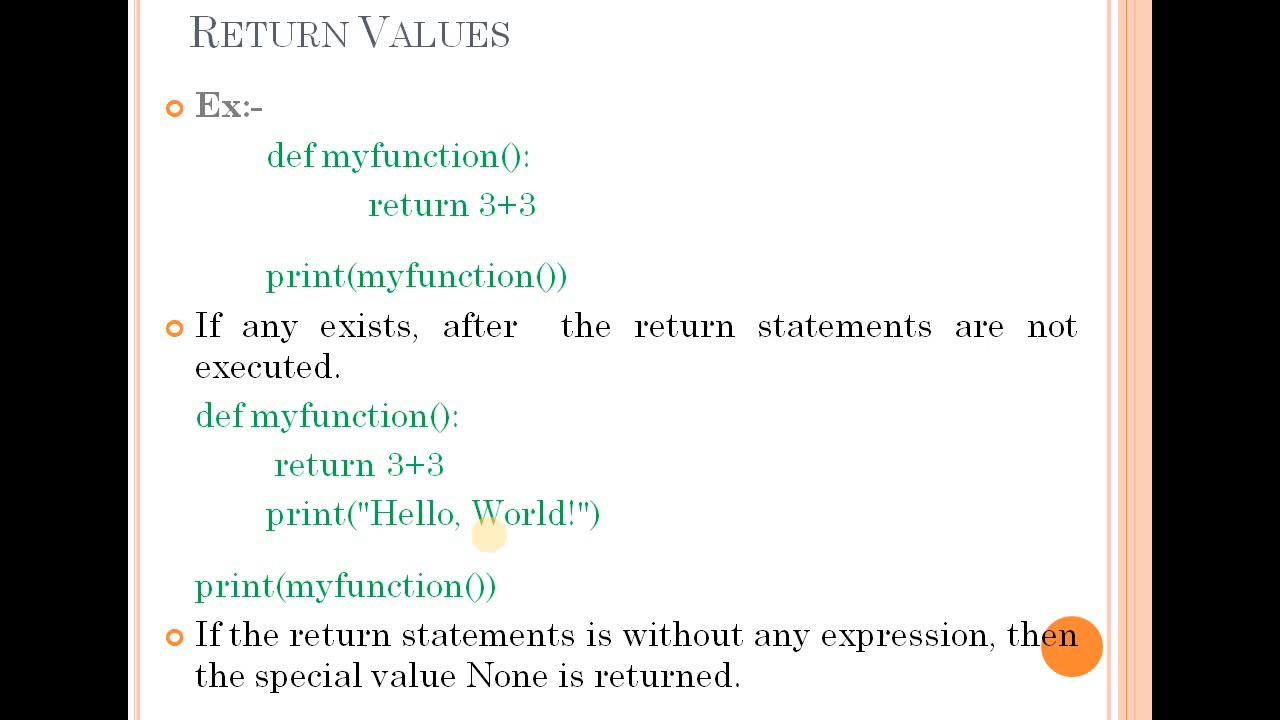 RETURN VALUES
Ex:-
def myfunction():
return 3+3
print(myfunction())
If any exists, after the return statements are not
executed.
def myfunction():
return 3+3
print("Hello, World!")
print(myfunction())
If the return statements is without any expression, then
the special value None is returned.